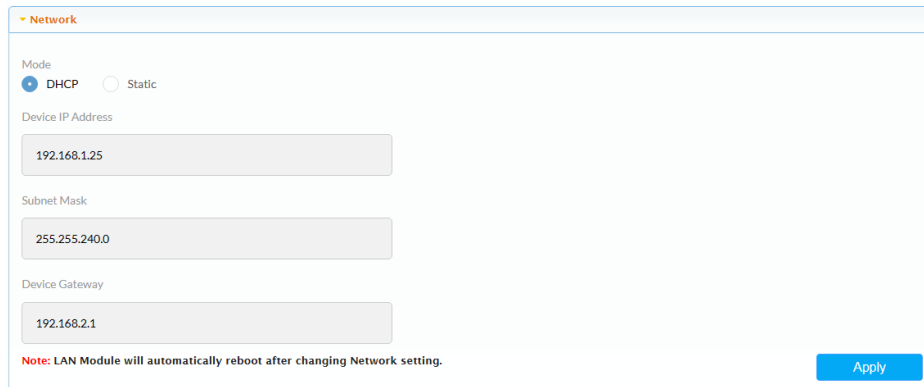 Network
Mode
DHCP Static
Device IP Address
192.168.1.25
Subnet Mask
255.255.240.0
Device Gateway
192.168.2.1
Note: LAN Module will automatically reboot after changing Network setting.
Apply